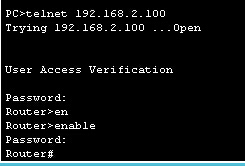 PC>telnet 192.168.2.100
Trying 192.168.2.100 ...Open
User Access Verification
Password:
Router>en
Router>enable
Password:
Router#